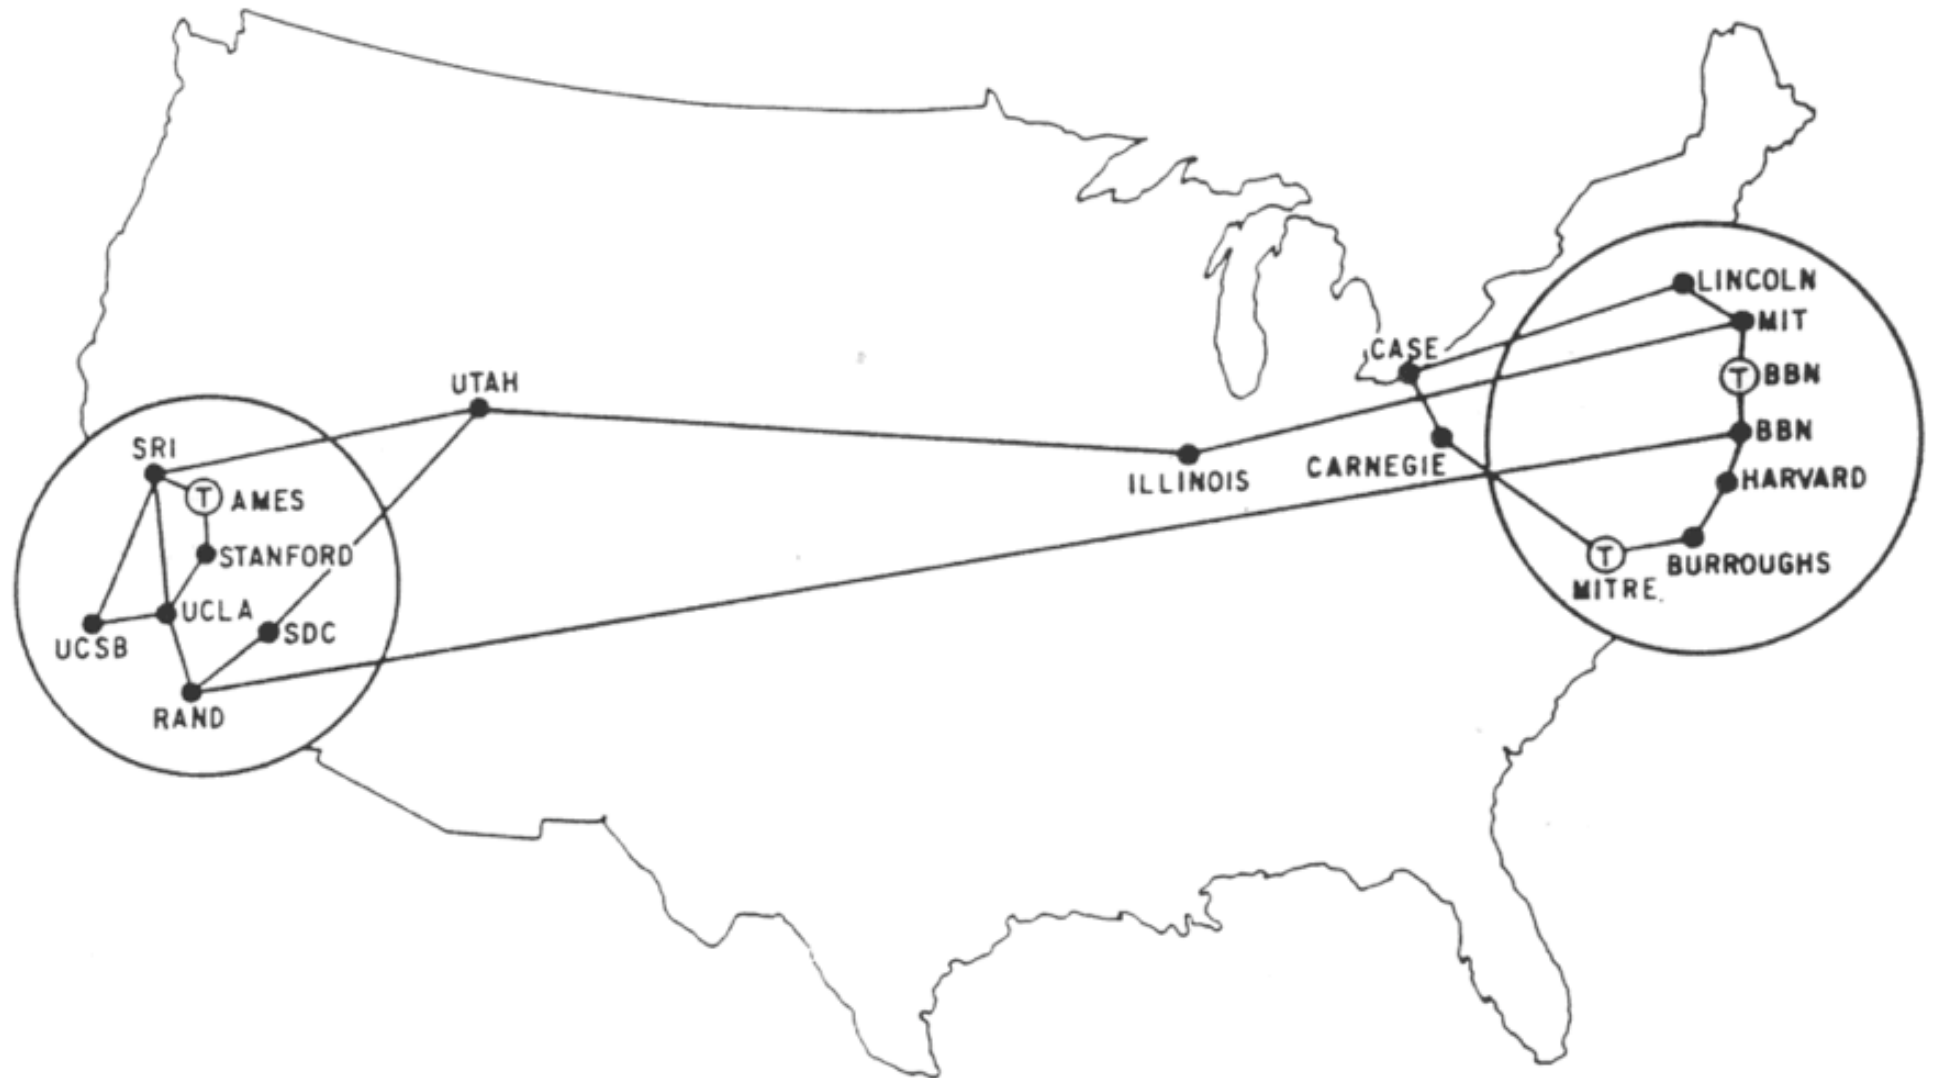 UTAH
SRI
T AMES
STANFORD
UCLA
UCSB
SDC
RAND
ILLINOIS
CASE
CARNEGIE
LINCOLN
MIT
T BBN
BBN
HARVARD
BURROUGHS
T
MITRE.